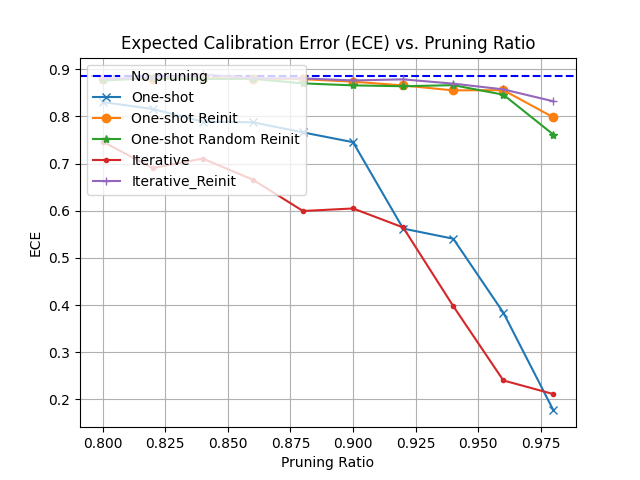 Expected Calibration Error (ECE) vs. Pruning Ratio
0.9
0.8
0.7
0.6
0.5
0.4
0.3
0.2
ECE
No pruning
One-shot
One-shot Reinit
One-shot Random Reinit
Iterative
Iterative_Reinit
0.800 0.825 0.850 0.875 0.900 0.925 0.950 0.975
Pruning Ratio